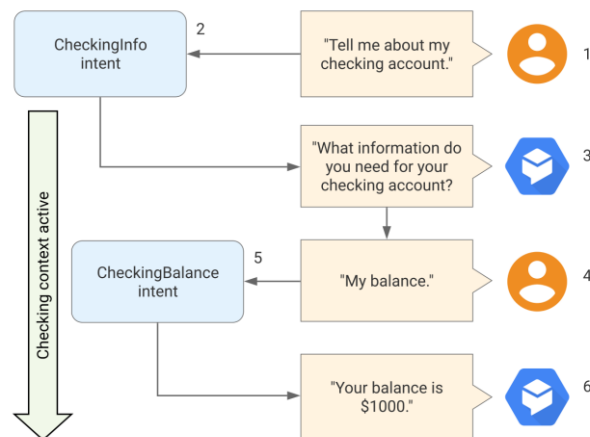 CheckingInfo
intent
2
"Tell me about my
checking account."
1
"What information do
you need for your
checking account?
3
Checking context active
CheckingBalance
intent
5
"My balance."
4
"Your balance is
$1000."
6